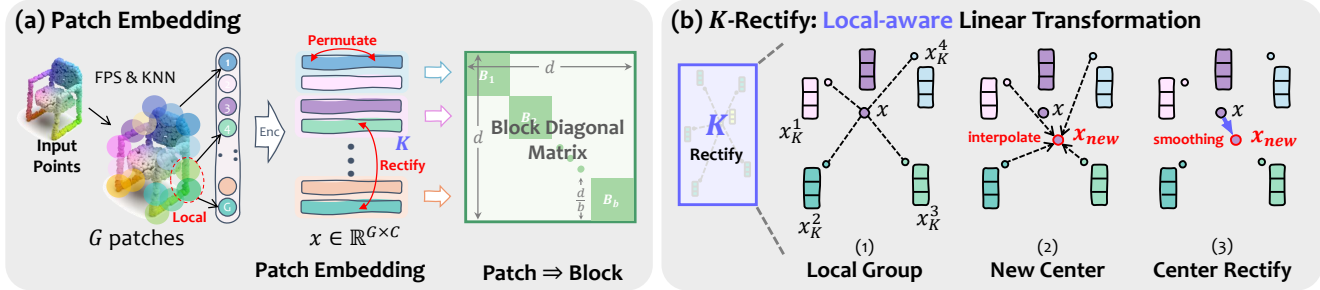 (a) Patch Embedding
FPS & KNN
Input
Points
1
3
4
G
Local
G patches
Enc
Permutate
K
Rectify
x ∈ ℝ^{G×C}
Patch Embedding
d
d
B_1
Block Diagonal
Matrix
d/b
B_b
Patch ⇒ Block
(b) K-Rectify: Local-aware Linear Transformation
K
Rectify
x_K^1
x_K^2
x_K^3
x_K^4
x
(1)
Local Group
x
interpolate
x_new
(2)
New Center
x
smoothing
x_new
(3)
Center Rectify